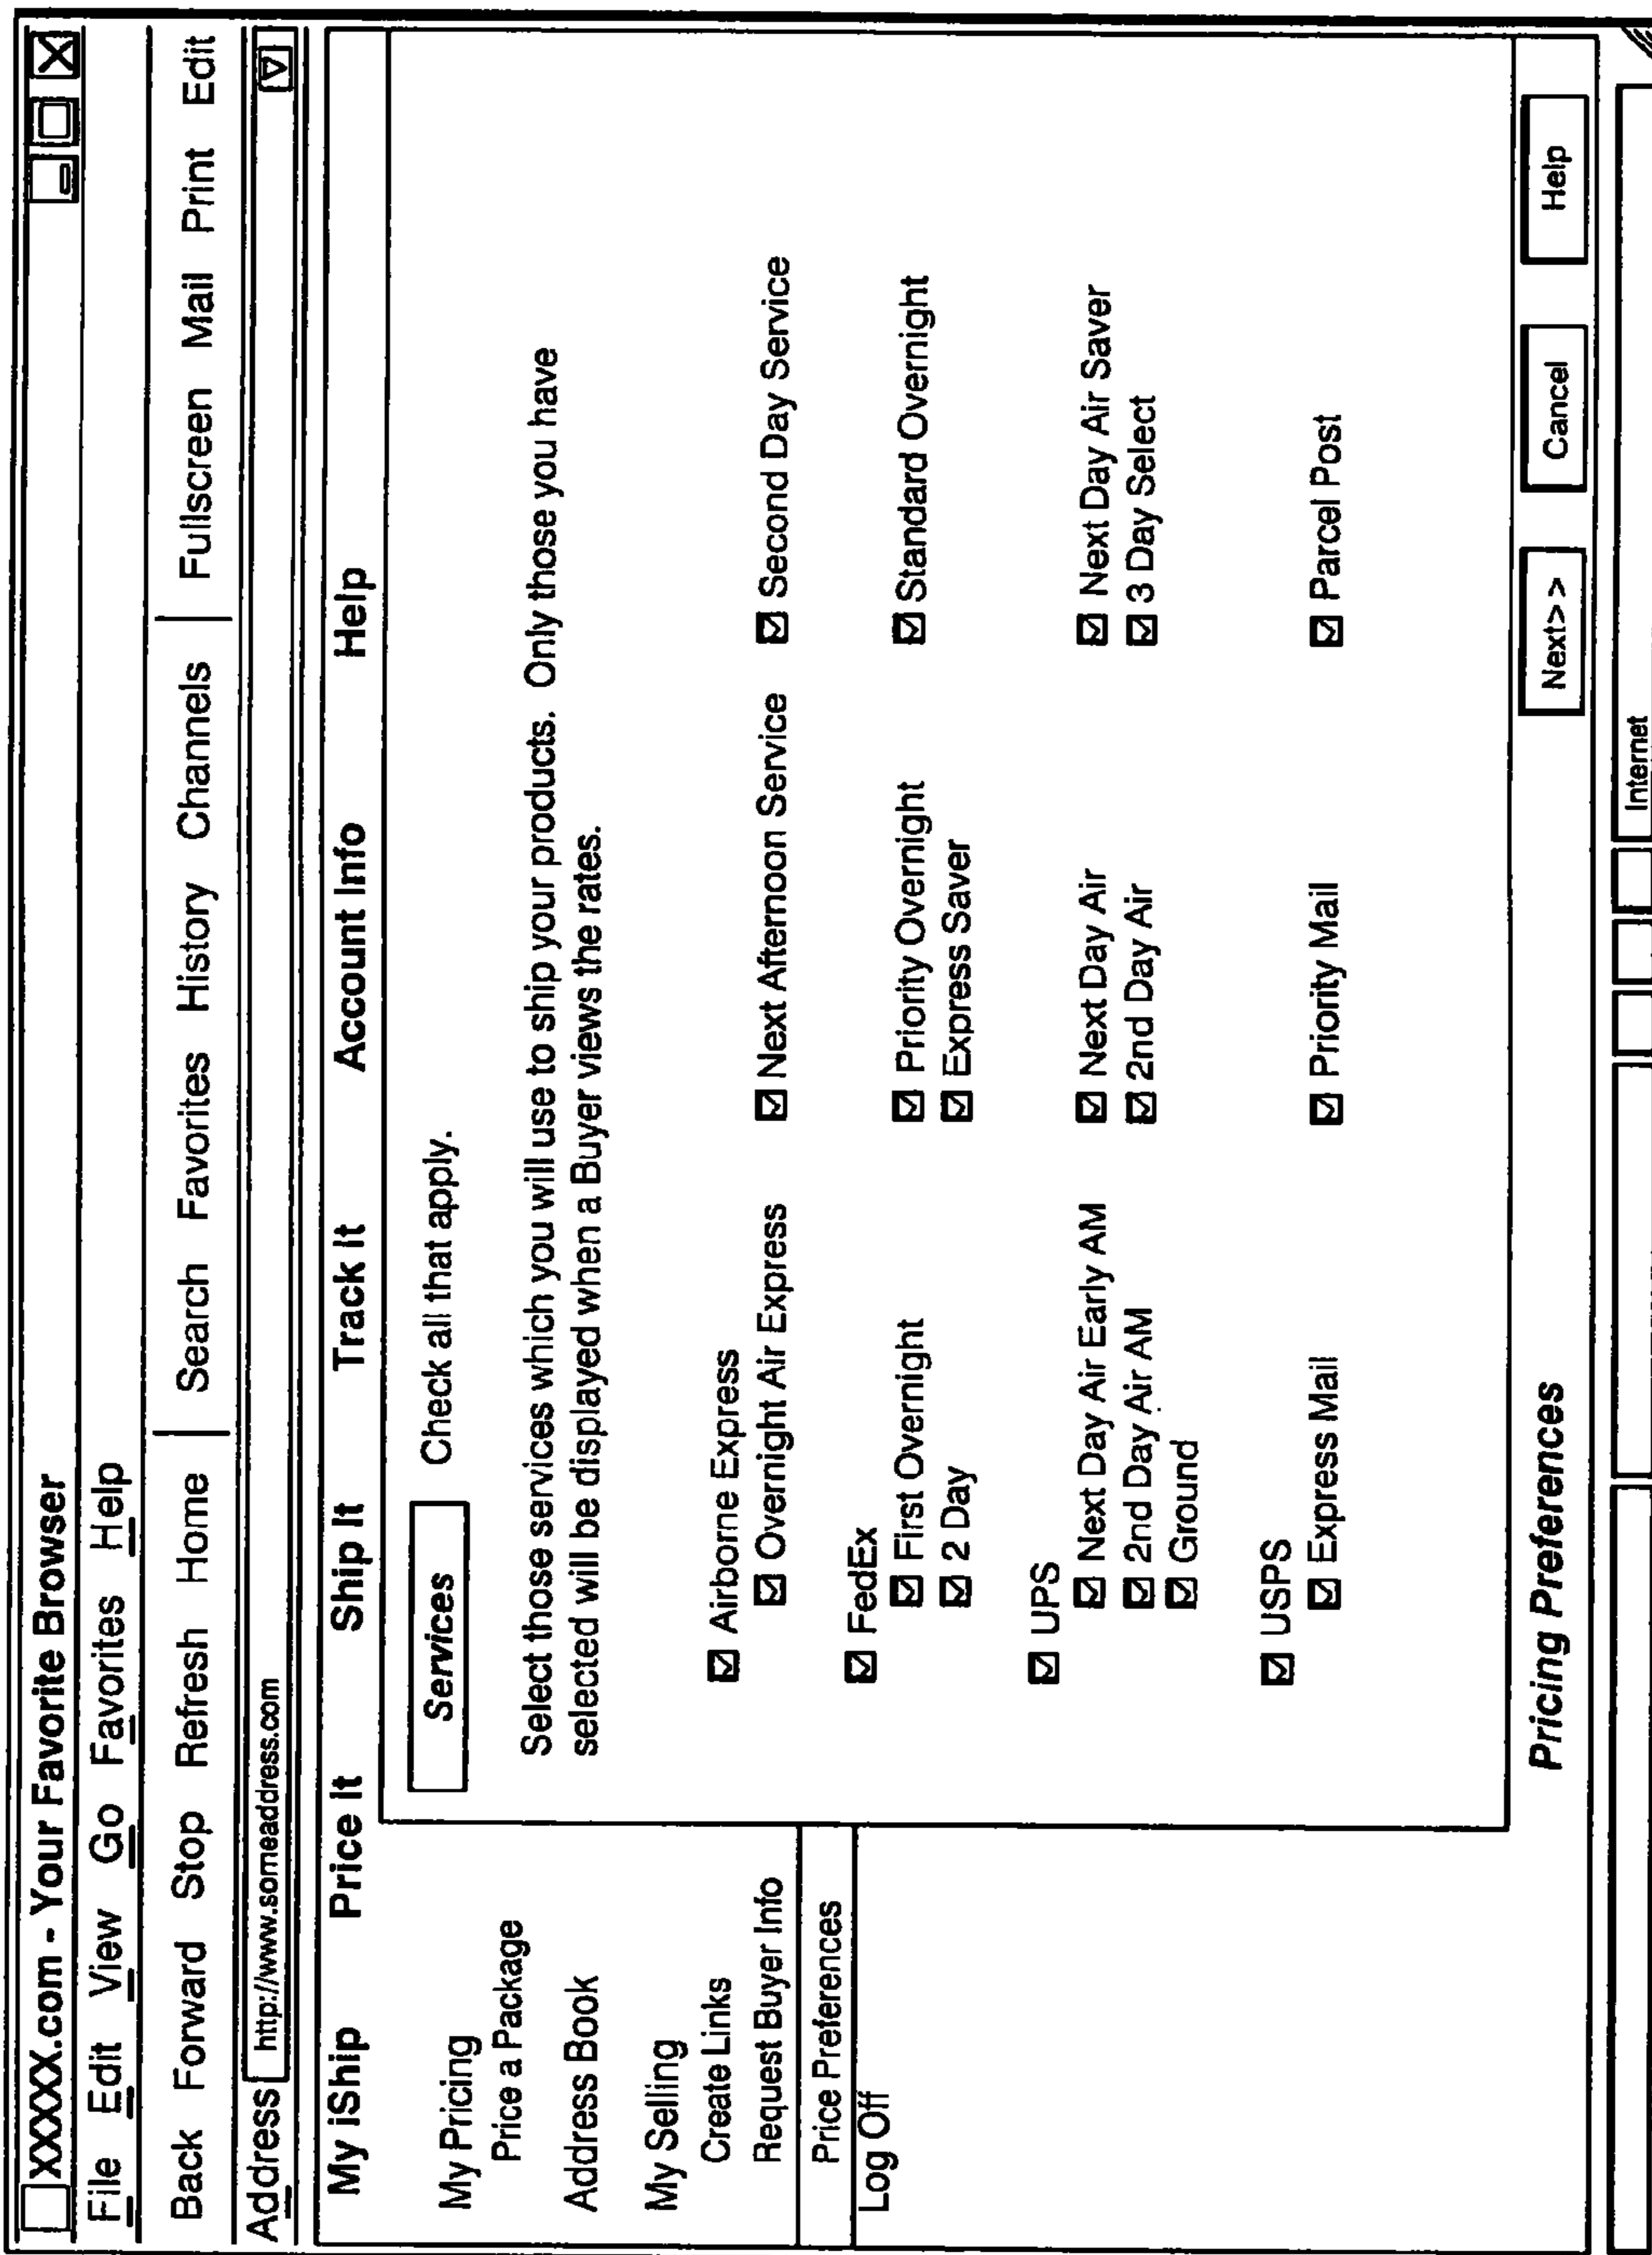 XXXXX.com - Your Favorite Browser
File Edit View Go Favorites Help
Back Forward Stop Refresh Home Search Favorites History Channels Fullscreen Mail Print Edit
Address http://www.someaddress.com
My iShip Price It Ship It Track It Account Info Help
My Pricing
Price a Package
Address Book
My Selling
Create Links
Request Buyer Info
Price Preferences
Log Off
Services Check all that apply.
Select those services which you will use to ship your products. Only those you have
selected will be displayed when a Buyer views the rates.
Airborne Express
Overnight Air Express Next Afternoon Service Second Day Service
FedEx
First Overnight Priority Overnight Standard Overnight
2 Day Express Saver
UPS
Next Day Air Early AM Next Day Air Next Day Air Saver
2nd Day Air AM 2nd Day Air 3 Day Select
Ground
USPS
Express Mail Priority Mail Parcel Post
Pricing Preferences Next>> Cancel Help
Internet